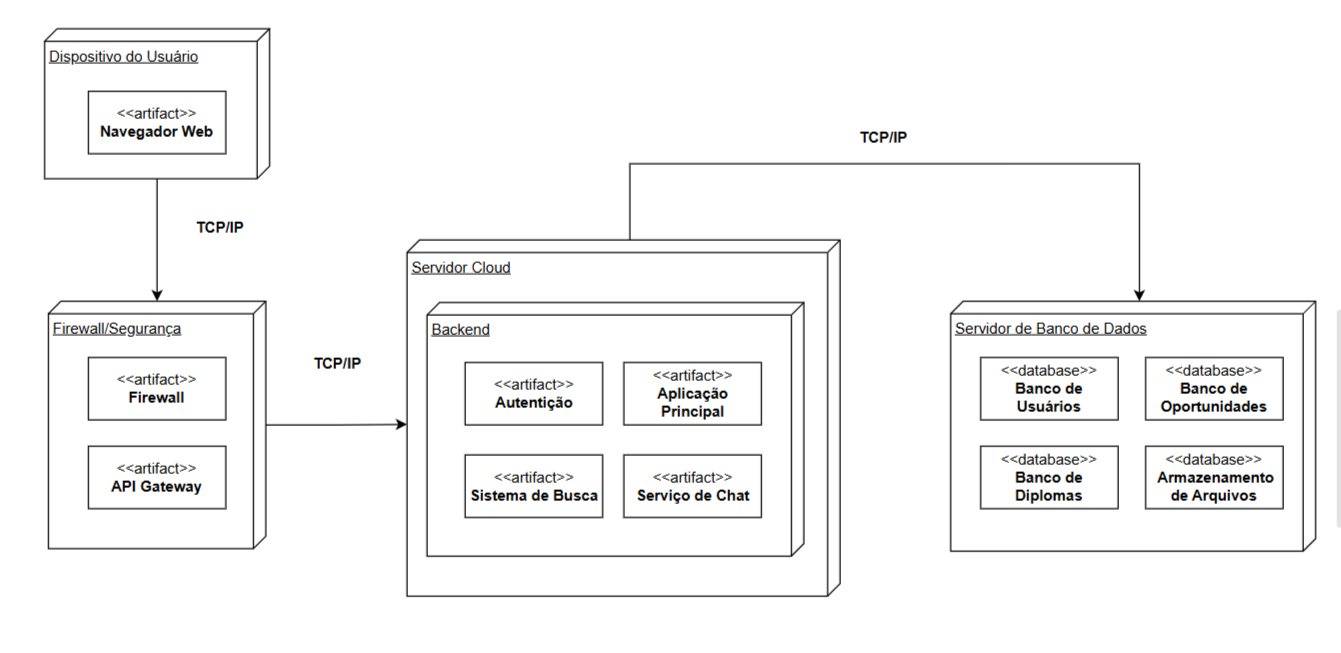 Dispositivo do Usuário
<<artifact>>
Navegador Web
TCP/IP
Firewall/Segurança
<<artifact>>
Firewall
<<artifact>>
API Gateway
TCP/IP
Servidor Cloud
Backend
<<artifact>>
Autentição
<<artifact>>
Aplicação
Principal
<<artifact>>
Sistema de Busca
<<artifact>>
Serviço de Chat
TCP/IP
Servidor de Banco de Dados
<<database>>
Banco de
Usuários
<<database>>
Banco de
Oportunidades
<<database>>
Banco de
Diplomas
<<database>>
Armazenamento
de Arquivos